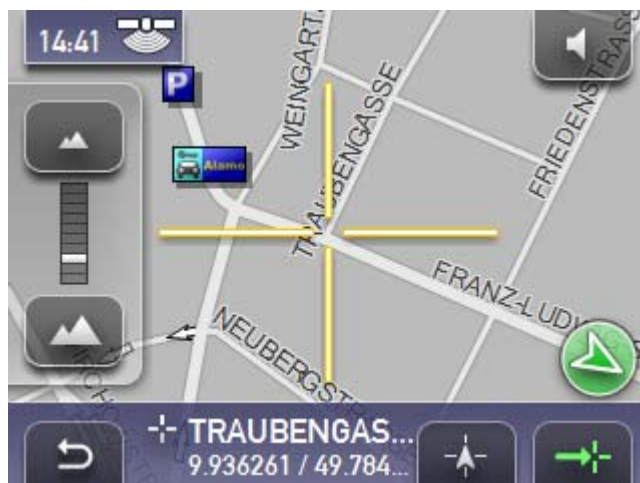 14:41
P
Alamo
WEINGART
TRAUBENGASSE
FRIEDENSTRASS
FRANZ-LUDW
NEUBERGSTR
TRAUBENGAS...
9.936261 / 49.784...